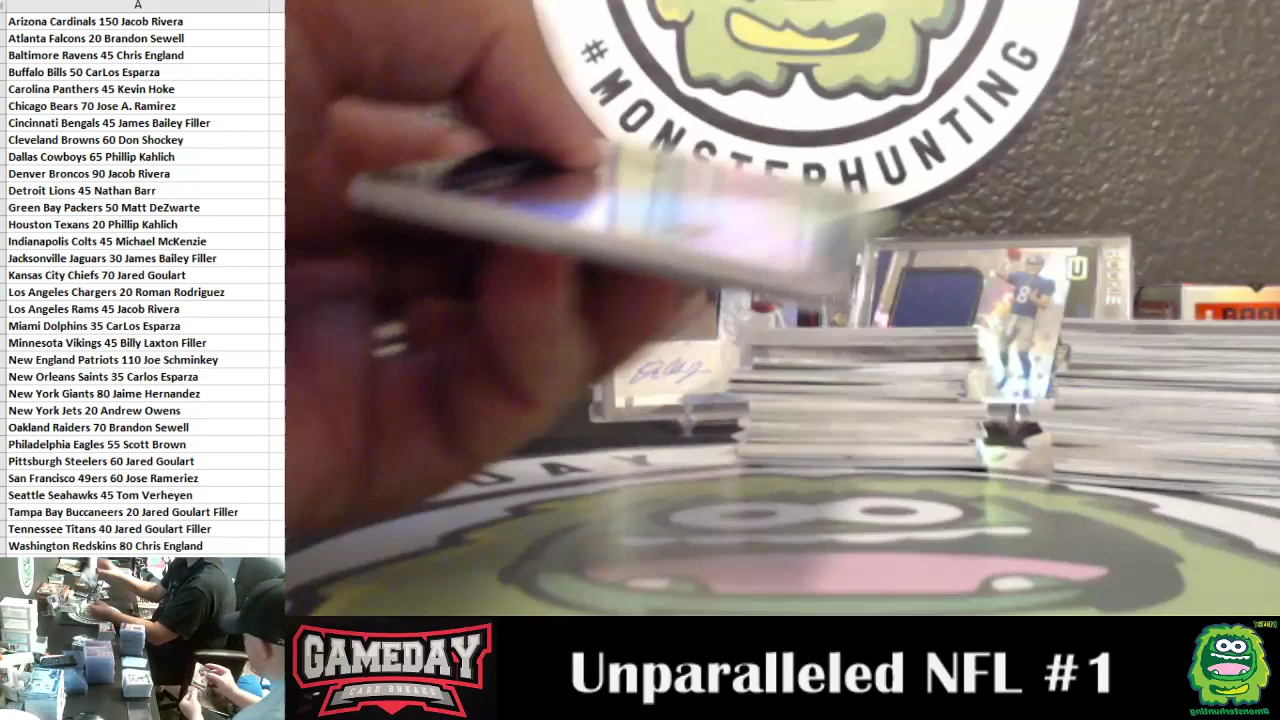 A
Arizona Cardinals 150 Jacob Rivera
Atlanta Falcons 20 Brandon Sewell
Baltimore Ravens 45 Chris England
Buffalo Bills 50 CarLos Esparza
Carolina Panthers 45 Kevin Hoke
Chicago Bears 70 Jose A. Ramirez
Cincinnati Bengals 45 James Bailey Filler
Cleveland Browns 60 Don Shockey
Dallas Cowboys 65 Phillip Kahlich
Denver Broncos 90 Jacob Rivera
Detroit Lions 45 Nathan Barr
Green Bay Packers 50 Matt DeZwarte
Houston Texans 20 Phillip Kahlich
Indianapolis Colts 45 Michael McKenzie
Jacksonville Jaguars 30 James Bailey Filler
Kansas City Chiefs 70 Jared Goulart
Los Angeles Chargers 20 Roman Rodriguez
Los Angeles Rams 45 Jacob Rivera
Miami Dolphins 35 CarLos Esparza
Minnesota Vikings 45 Billy Laxton Filler
New England Patriots 110 Joe Schminkey
New Orleans Saints 35 Carlos Esparza
New York Giants 80 Jaime Hernandez
New York Jets 20 Andrew Owens
Oakland Raiders 70 Brandon Sewell
Philadelphia Eagles 55 Scott Brown
Pittsburgh Steelers 60 Jared Goulart
San Francisco 49ers 60 Jose Rameriez
Seattle Seahawks 45 Tom Verheyen
Tampa Bay Buccaneers 20 Jared Goulart Filler
Tennessee Titans 40 Jared Goulart Filler
Washington Redskins 80 Chris England
#MONSTERHUNTING
U
8
DAY
GAMEDAY
CARD BREAKS
Unparalleled NFL #1
#monsterhunting